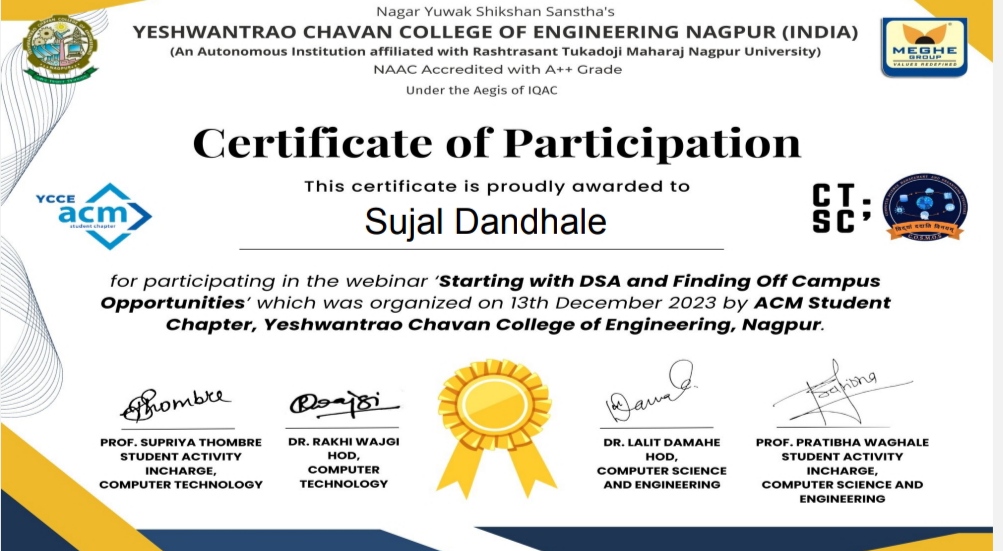 Nagar Yuwak Shikshan Sanstha's
YESHWANTRAO CHAVAN COLLEGE OF ENGINEERING NAGPUR (INDIA)
(An Autonomous Institution affiliated with Rashtrasant Tukadoji Maharaj Nagpur University)
NAAC Accredited with A++ Grade
Under the Aegis of IQAC
MEGHE
GROUP
VALUES REDEFINED
Certificate of Participation
This certificate is proudly awarded to
YCCE
acm
student chapter
Sujal Dandhale
CT
SC;
COSMOS
for participating in the webinar ‘Starting with DSA and Finding Off Campus
Opportunities’ which was organized on 13th December 2023 by ACM Student
Chapter, Yeshwantrao Chavan College of Engineering, Nagpur.
PROF. SUPRIYA THOMBRE
STUDENT ACTIVITY
INCHARGE,
COMPUTER TECHNOLOGY
DR. RAKHI WAJGI
HOD,
COMPUTER
TECHNOLOGY
DR. LALIT DAMAHE
HOD,
COMPUTER SCIENCE
AND ENGINEERING
PROF. PRATIBHA WAGHALE
STUDENT ACTIVITY
INCHARGE,
COMPUTER SCIENCE AND
ENGINEERING